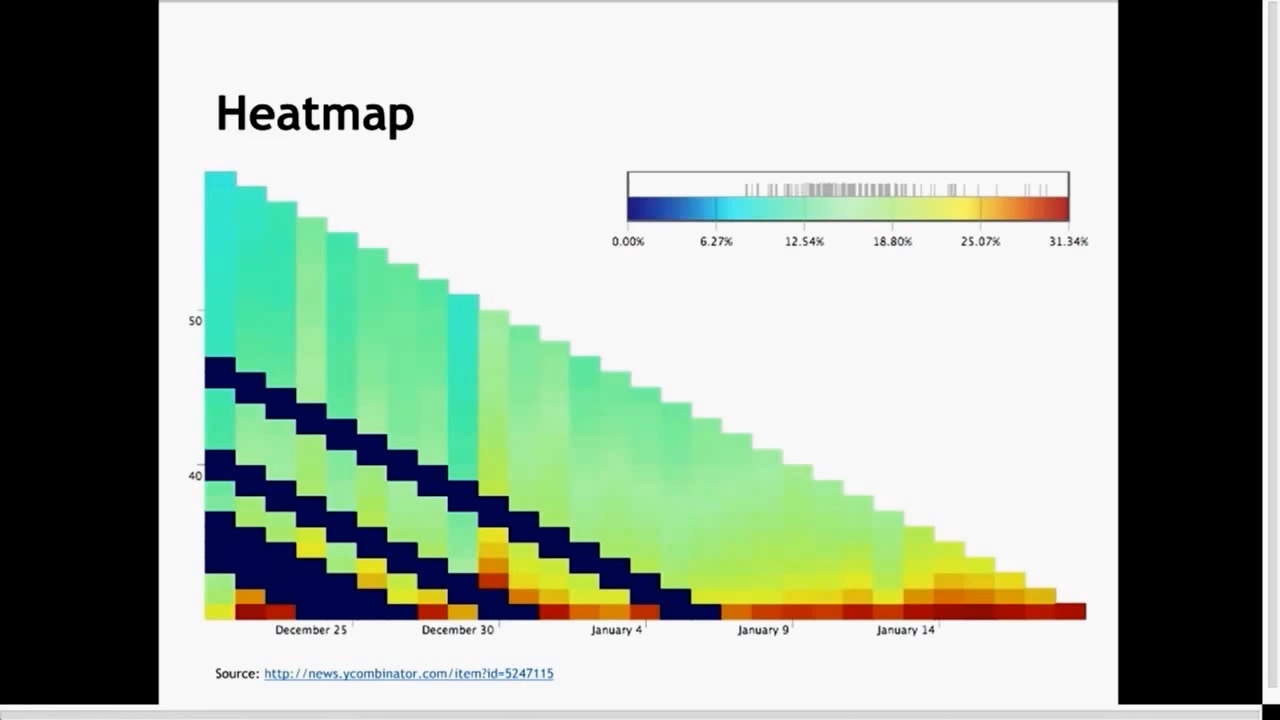 Heatmap
0.00% 6.27% 12.54% 18.80% 25.07% 31.34%
50
40
December 25 December 30 January 4 January 9 January 14
Source: http://news.ycombinator.com/item?id=5247115